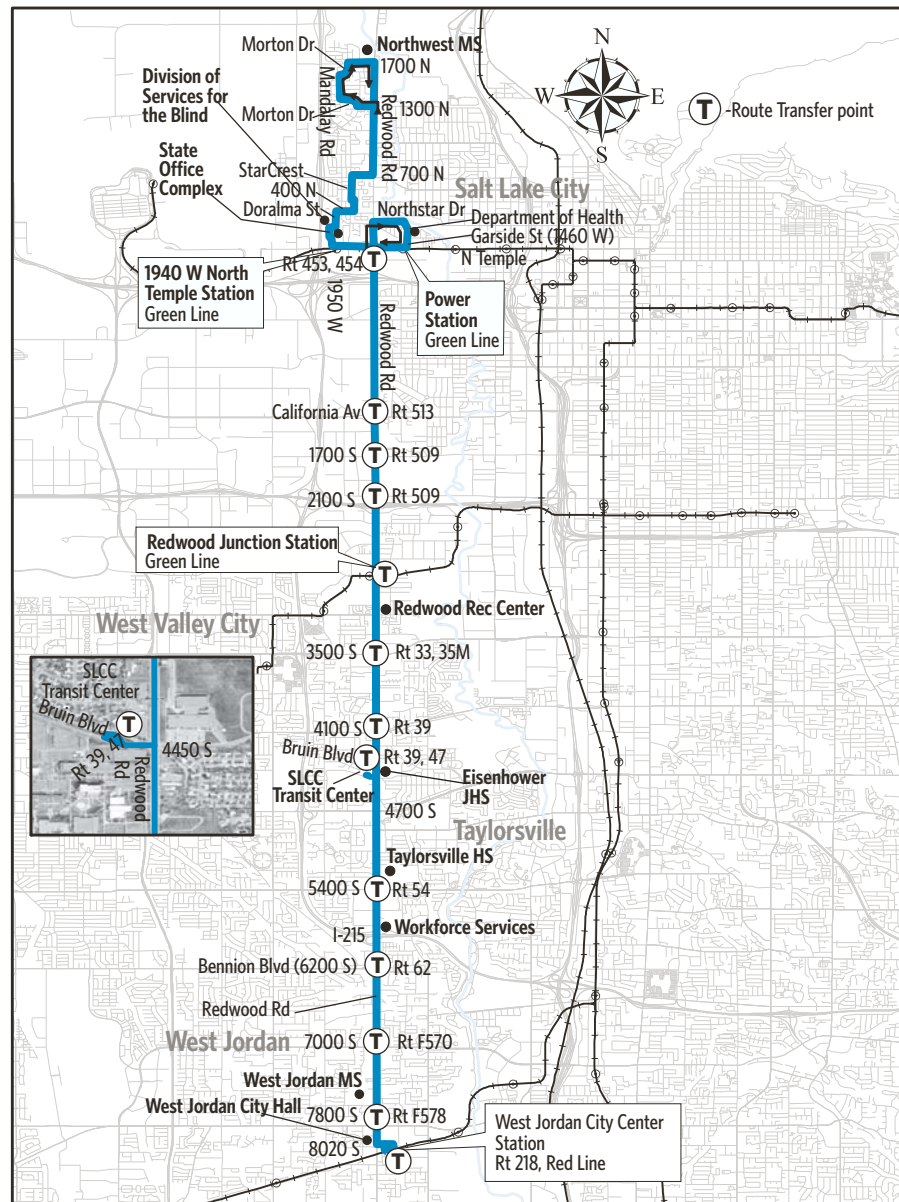 Morton Dr
Northwest MS
1700 N
N
W
E
S
T
-Route Transfer point
Division of
Services for
the Blind
Mandalay Rd
Redwood Rd
Morton Dr
1300 N
State
Office
Complex
StarCrest
400 N
700 N
Salt Lake City
Doralma St
Northstar Dr
Department of Health
Garside St (1460 W)
N Temple
Rt 453, 454
T
1940 W North
Temple Station
Green Line
1950 W
Redwood Rd
Power
Station
Green Line
California Av
T
Rt 513
1700 S
T
Rt 509
2100 S
T
Rt 509
Redwood Junction Station
Green Line
T
Redwood Rec Center
West Valley City
3500 S
T
Rt 33, 35M
SLCC
Transit Center
Bruin Blvd
T
Rt 39, 47
4450 S
Redwood
Rd
4100 S
T
Rt 39
Bruin Blvd
T
Rt 39, 47
SLCC
Transit Center
Eisenhower
JHS
4700 S
Taylorsville
Taylorsville HS
5400 S
T
Rt 54
Workforce Services
I-215
Bennion Blvd (6200 S)
T
Rt 62
Redwood Rd
West Jordan
7000 S
T
Rt F570
West Jordan MS
West Jordan City Hall
7800 S
T
Rt F578
8020 S
T
West Jordan City Center
Station
Rt 218, Red Line